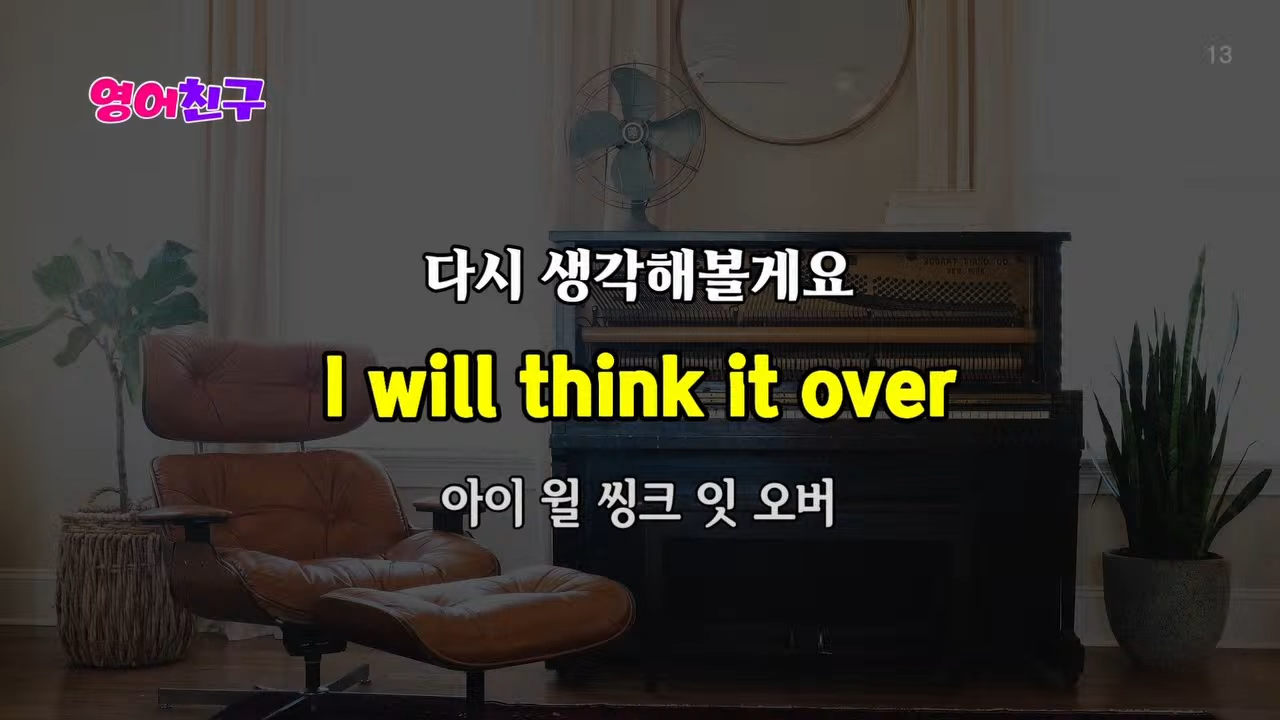 영어친구
13
다시 생각해볼게요
I will think it over
아이 윌 씽크 잇 오버